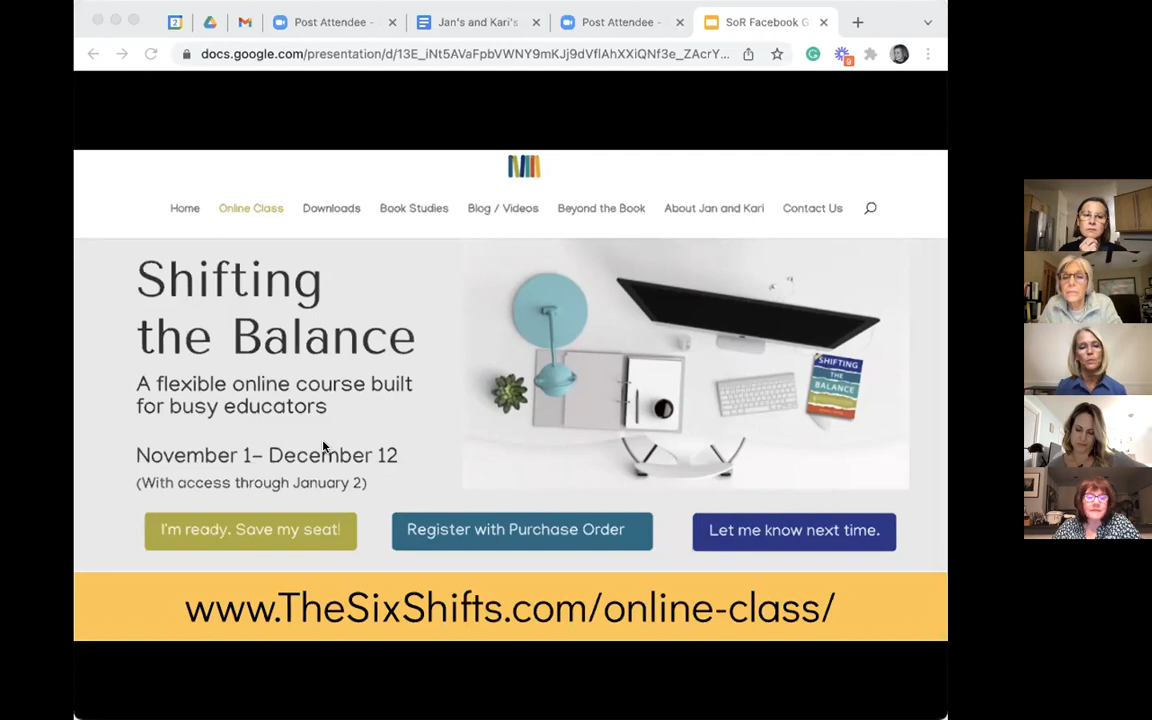 2
Post Attendee -
Jan's and Kari's
Post Attendee -
SoR Facebook G
docs.google.com/presentation/d/13E_iNt5AVaFpbVWNY9mKJj9dVflAhXXiQNf3e_ZAcrY...
9
Home Online Class Downloads Book Studies Blog / Videos Beyond the Book About Jan and Kari Contact Us
Shifting
the Balance
A flexible online course built
for busy educators
November 1– December 12
(With access through January 2)
SHIFTING
THE
BALANCE
I'm ready. Save my seat!
Register with Purchase Order
Let me know next time.
www.TheSixShifts.com/online-class/